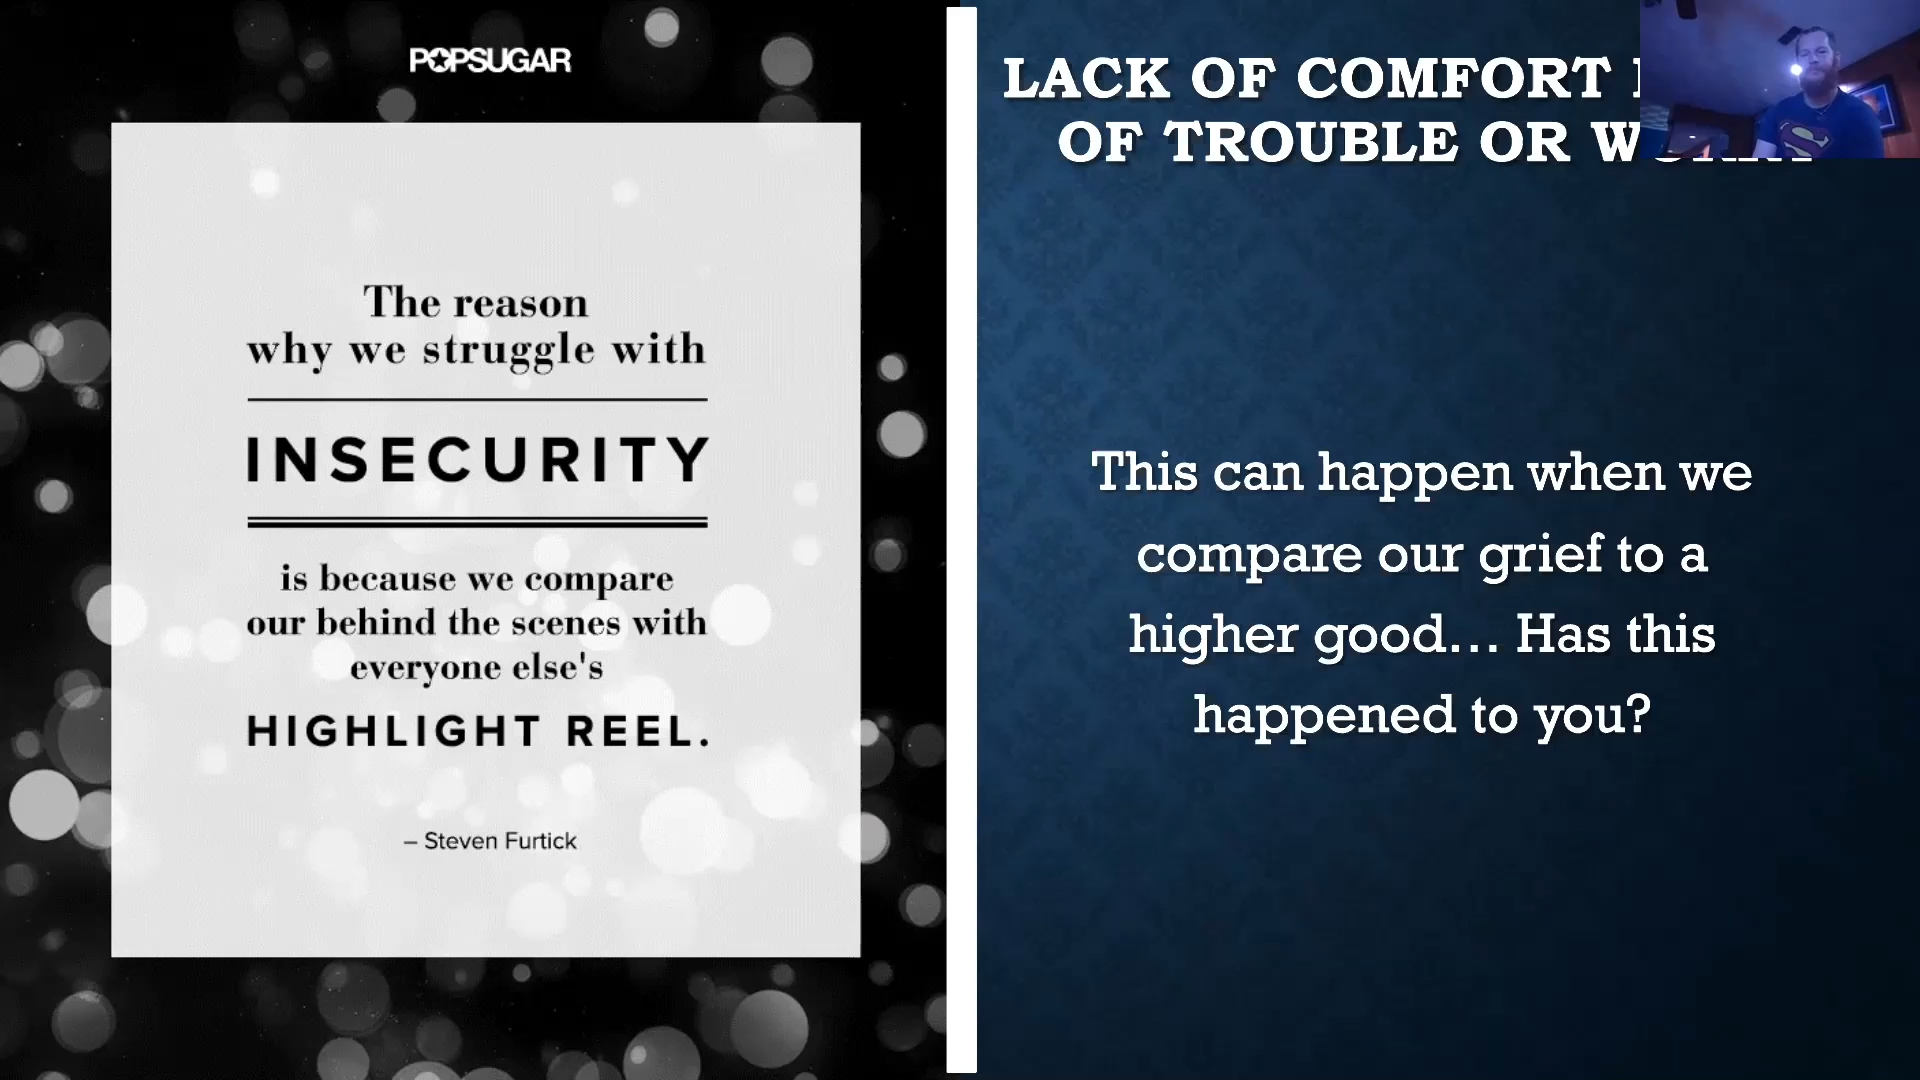 POPSUGAR
The reason
why we struggle with
INSECURITY
is because we compare
our behind the scenes with
everyone else's
HIGHLIGHT REEL.
– Steven Furtick
LACK OF COMFORT
OF TROUBLE OR
This can happen when we
compare our grief to a
higher good... Has this
happened to you?